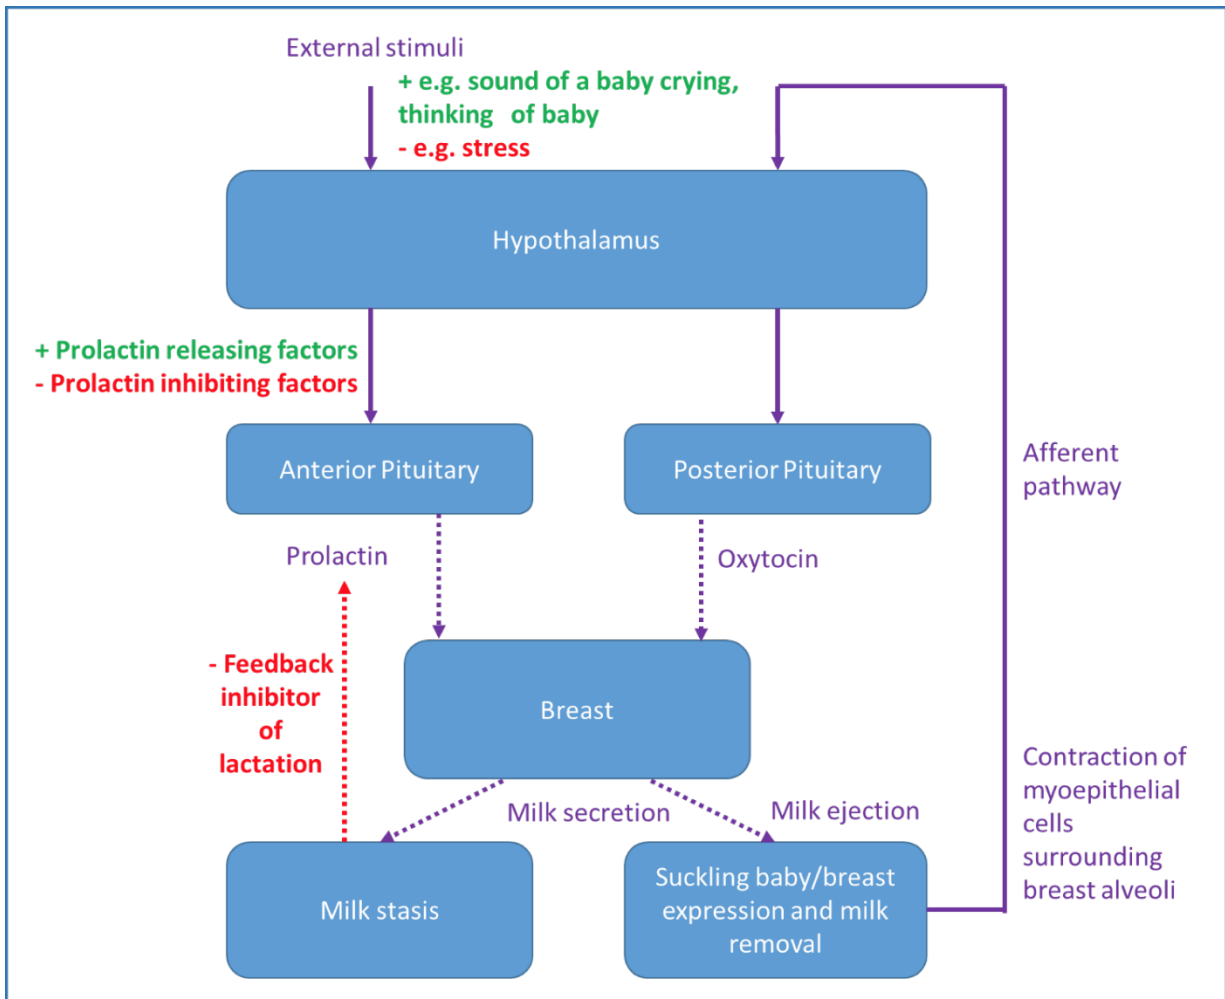 External stimuli
+ e.g. sound of a baby crying,
thinking of baby
- e.g. stress
Hypothalamus
+ Prolactin releasing factors
- Prolactin inhibiting factors
Anterior Pituitary
Posterior Pituitary
Afferent
pathway
Prolactin
Oxytocin
- Feedback
inhibitor
of
lactation
Breast
Milk secretion
Milk ejection
Contraction of
myoepithelial
cells
surrounding
breast alveoli
Milk stasis
Suckling baby/breast
expression and milk
removal